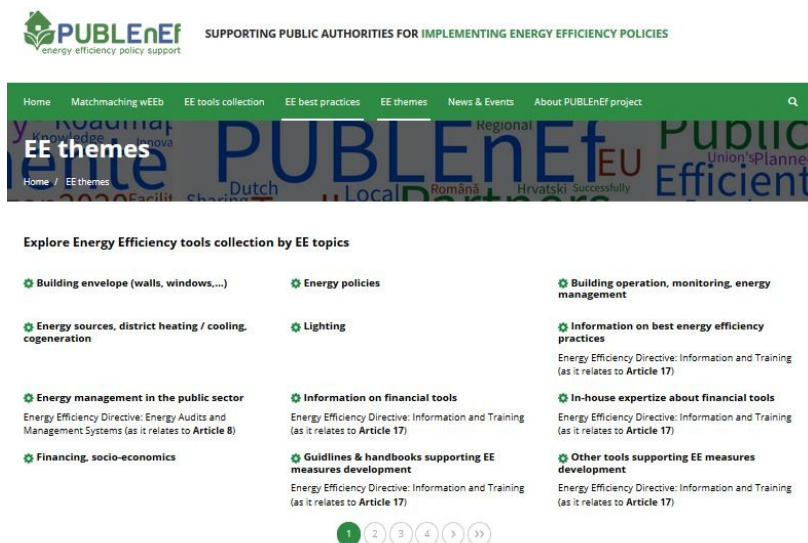 PUBLEnEf
energy efficiency policy support
SUPPORTING PUBLIC AUTHORITIES FOR IMPLEMENTING ENERGY EFFICIENCY POLICIES
Home Matchmaching wEEb EE tools collection EE best practices EE themes News & Events About PUBLEnEf project
Roadmap
Knowledge
Innova
PUBLEnEf
Regional
EU
Public
Union's
Planne
EE themes
Home / EE themes
2020
Facilit
Sharing
Dutch
Local
Română
Partners
Hrvatski
Successfully
Efficient
Explore Energy Efficiency tools collection by EE topics
Building envelope (walls, windows,...)
Energy policies
Building operation, monitoring, energy
management
Energy sources, district heating / cooling,
cogeneration
Lighting
Information on best energy efficiency
practices
Energy Efficiency Directive: Information and Training
(as it relates to Article 17)
Energy management in the public sector
Energy Efficiency Directive: Energy Audits and
Management Systems (as it relates to Article 8)
Information on financial tools
Energy Efficiency Directive: Information and Training
(as it relates to Article 17)
In-house expertize about financial tools
Energy Efficiency Directive: Information and Training
(as it relates to Article 17)
Financing, socio-economics
Guidlines & handbooks supporting EE
measures development
Energy Efficiency Directive: Information and Training
(as it relates to Article 17)
Other tools supporting EE measures
development
Energy Efficiency Directive: Information and Training
(as it relates to Article 17)
1 2 3 4 › ››